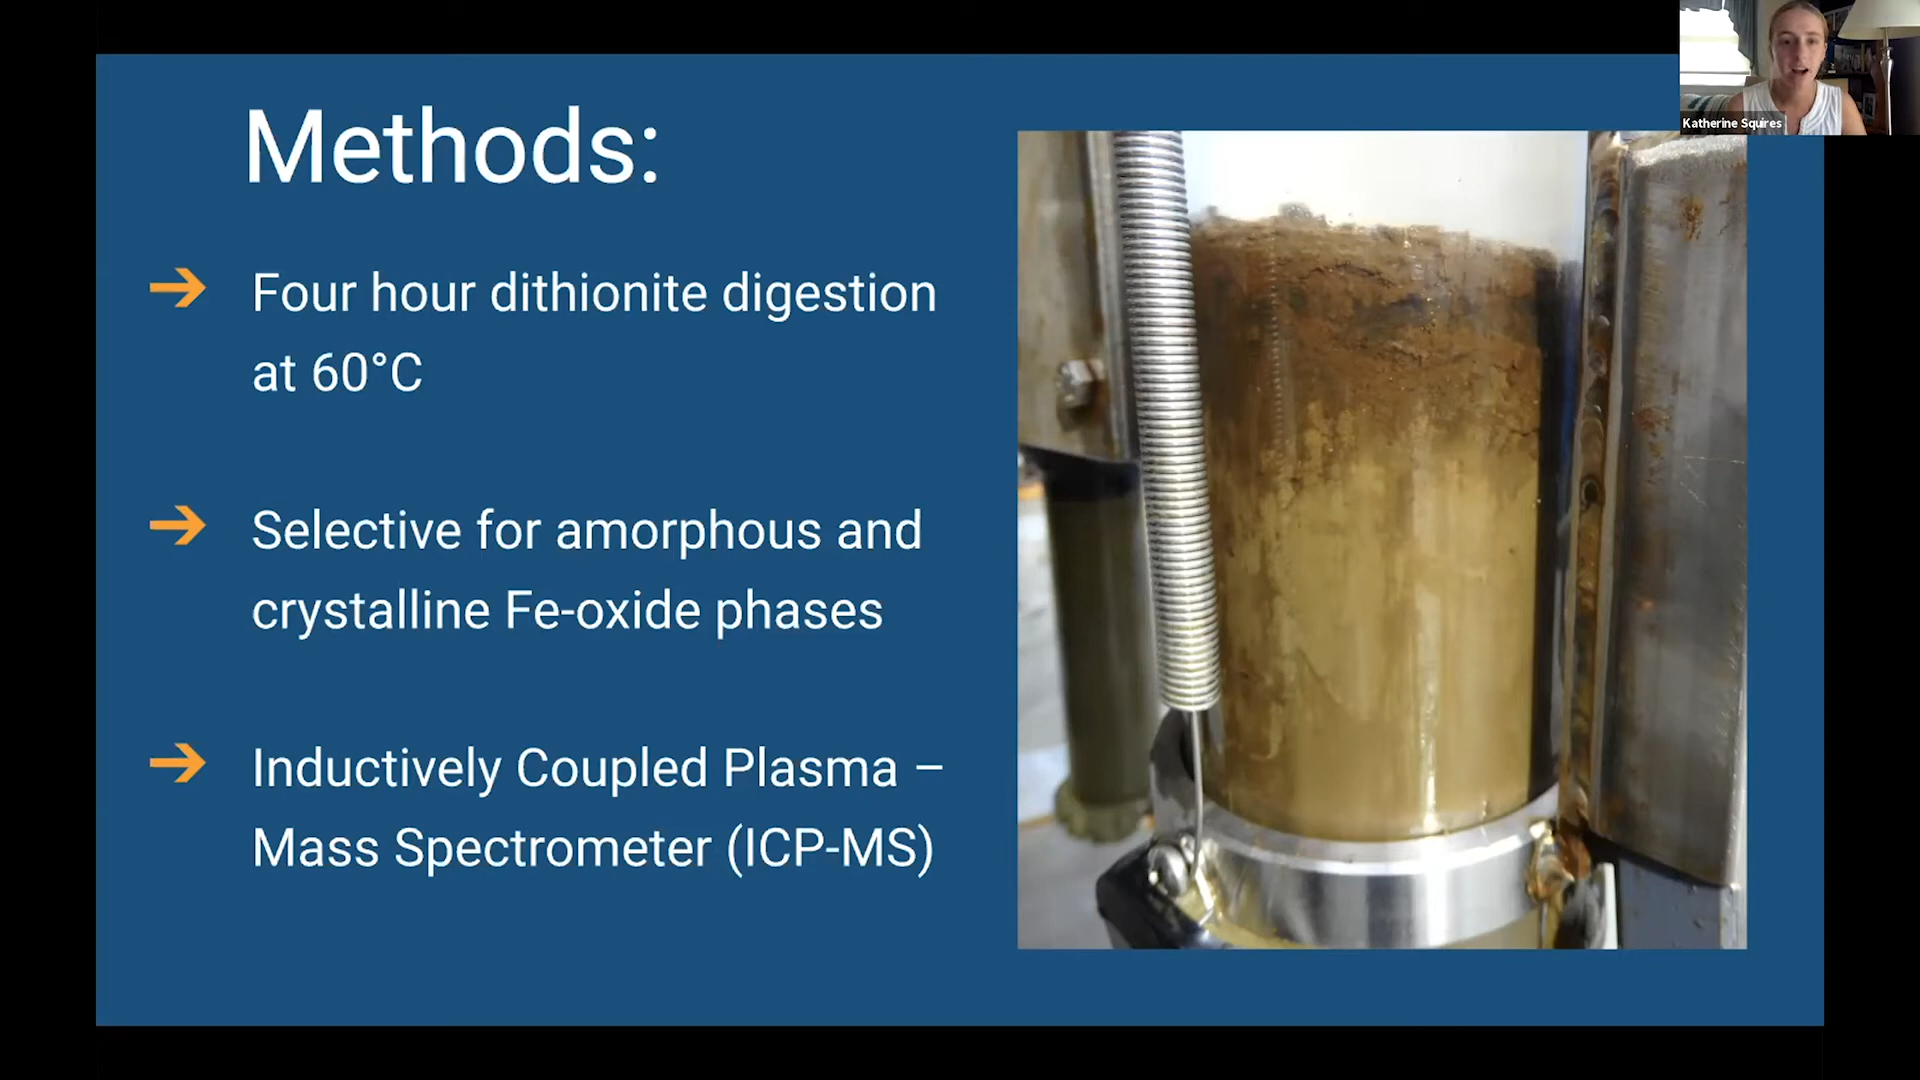 Katherine Squires
Methods:
Four hour dithionite digestion
at 60°C
Selective for amorphous and
crystalline Fe-oxide phases
Inductively Coupled Plasma –
Mass Spectrometer (ICP-MS)